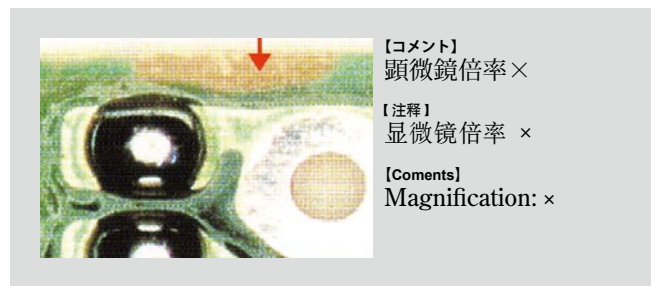 【コメント】
顕微鏡倍率×
【注释】
显微镜倍率 ×
【Coments】
Magnification: ×